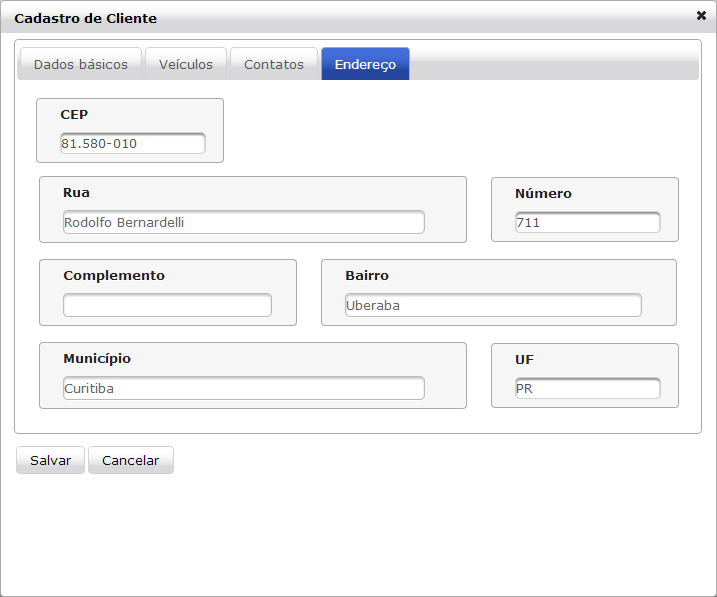 Cadastro de Cliente
Dados básicos Veículos Contatos Endereço
CEP
81.580-010
Rua Número
Rodolfo Bernardelli 711
Complemento Bairro
Uberaba
Município UF
Curitiba PR
Salvar Cancelar